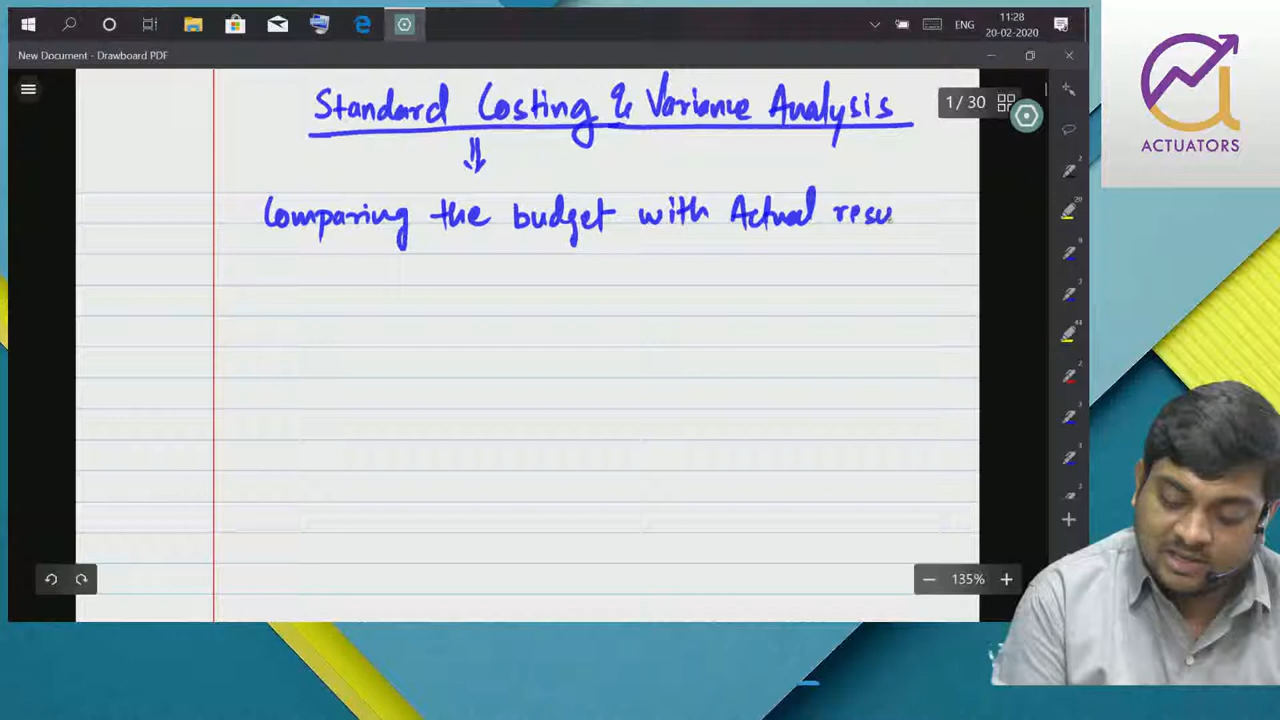 11:28
ENG
20-02-2020
New Document - Drawboard PDF
1 / 30
Standard Costing & Variance Analysis
Comparing the budget with Actual resu
135%
ACTUATORS